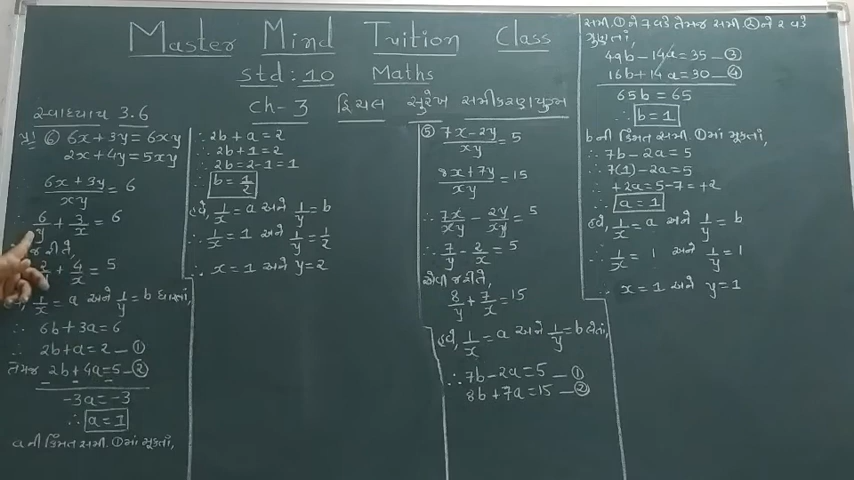 Master Mind Tuition Class
Std : 10 Maths
Ch-3 દ્વિચલ સુરેખ સમીકરણયુગ્મ
સ્વાધ્યાય 3.6
પ્ર.1 ⑥ 6x+3y=6xy
2x+4y=5xy
6x+3y/xy = 6
∴ 6/y + 3/x = 6
જ રીતે,
+ 4/x = 5
1/x = a અને 1/y = b ધારતાં,
∴ 6b+3a=6
∴ 2b+a=2 — ①
તેમજ 2b+4a=5 — ②
-3a=-3
∴ a=1
aની કિંમત સમી. ①માં મૂકતાં,
∴ 2b+a=2
∴ 2b+1=2
∴ 2b=2-1=1
∴ b=1/2
હવે, 1/x = a અને 1/y = b
∴ 1/x = 1 અને 1/y = 1/2
∴ x=1 અને y=2
⑤ 7x-2y/xy = 5
8x+7y/xy = 15
∴ 7x/xy - 2y/xy = 5
∴ 7/y - 2/x = 5
એવી જ રીતે,
8/y + 7/x = 15
હવે, 1/x = a અને 1/y = b લેતાં,
∴ 7b-2a=5 — ①
8b+7a=15 — ②
સમી. ①ને 7 વડે તેમજ સમી. ②ને 2 વડે
ગુણતાં,
49b-14a=35 — ③
16b+14a=30 — ④
65b=65
∴ b=1
bની કિંમત સમી. ①માં મૂકતાં,
∴ 7b-2a=5
∴ 7(1)-2a=5
∴ +2a=5-7=+2
∴ a=1
હવે, 1/x = a અને 1/y = b
∴ 1/x = 1 અને 1/y = 1
∴ x=1 અને y=1